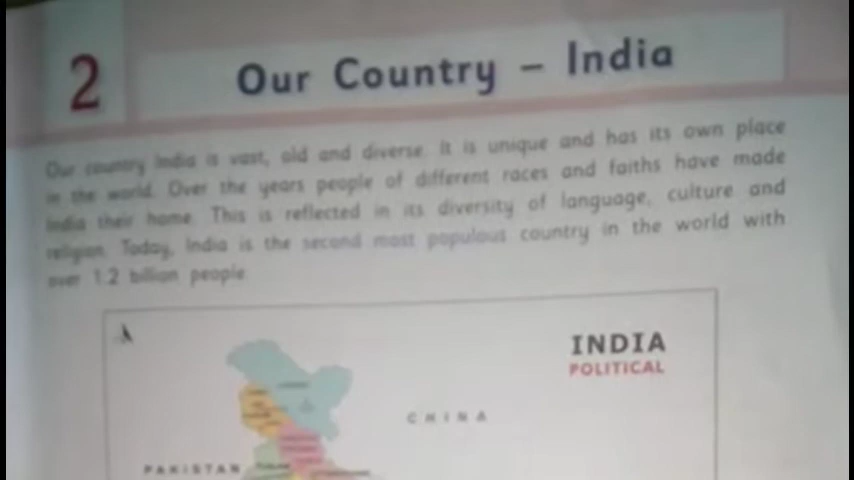 2
Our Country – India
Our country India is vast, old and diverse. It is unique and has its own place
in the world. Over the years people of different races and faiths have made
India their home. This is reflected in its diversity of language, culture and
religion. Today, India is the second most populous country in the world with
over 1.2 billion people.
INDIA
POLITICAL
CHINA
PAKISTAN